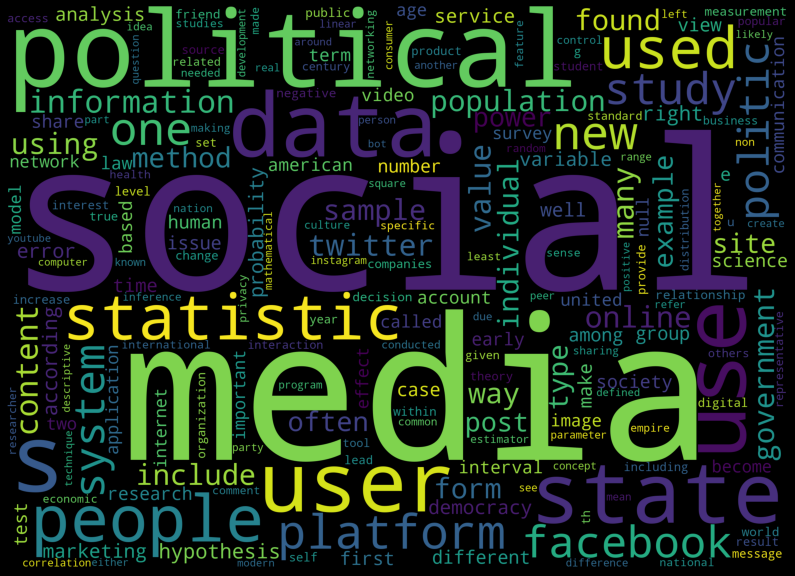 political
social
media
data
user
state
statistic
people
use
used
new
study
one
information
population
platform
facebook
system
politic
s
using
method
power
value
sample
twitter
variable
individual
many
example
site
science
government
online
content
include
way
post
type
form
democracy
interval
often
found
service
view
right
communication
analysis
share
network
law
american
number
video
term
age
survey
probability
human
issue
based
model
error
time
according
two
application
test
marketing
hypothesis
research
internet
organization
important
called
effect
case
account
early
among
group
society
image
make
different
first
well
null
e
united
become
digital
level
friend
studies
idea
source
related
needed
development
made
real
public
linear
around
century
networking
consumer
product
another
feature
control
g
student
measurement
left
popular
likely
access
question
negative
part
making
set
person
bot
random
square
standard
business
range
non
health
interest
true
youtube
computer
known
nation
culture
change
specific
mathematical
instagram
companies
least
sense
positive
provide
distribution
u
create
together
increase
inference
privacy
decision
peer
due
refer
relationship
others
representative
international
interaction
year
conducted
given
sharing
theory
defined
program
within
common
tool
estimator
parameter
empire
party
lead
descriptive
researcher
technique
economic
correlation
either
modern
comment
self
including
concept
see
mean
th
difference
national
world
result
message